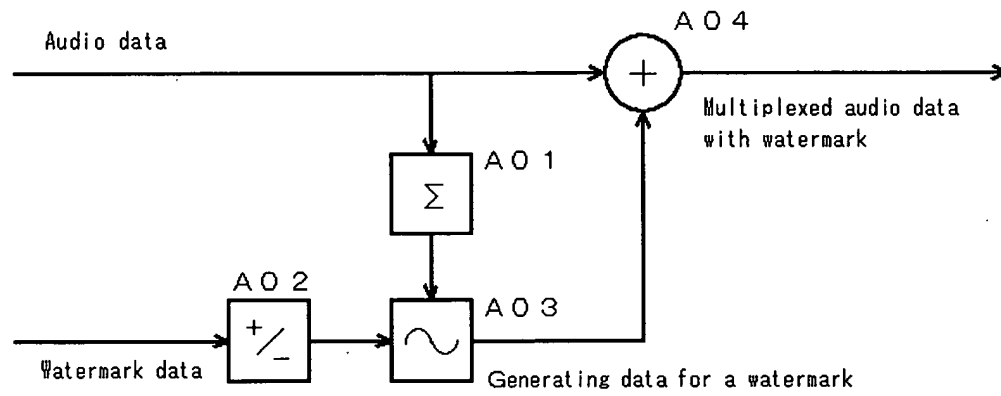 A04
Audio data
+
Multiplexed audio data
with watermark
A01
Σ
A02
A03
+/-
Watermark data
Generating data for a watermark